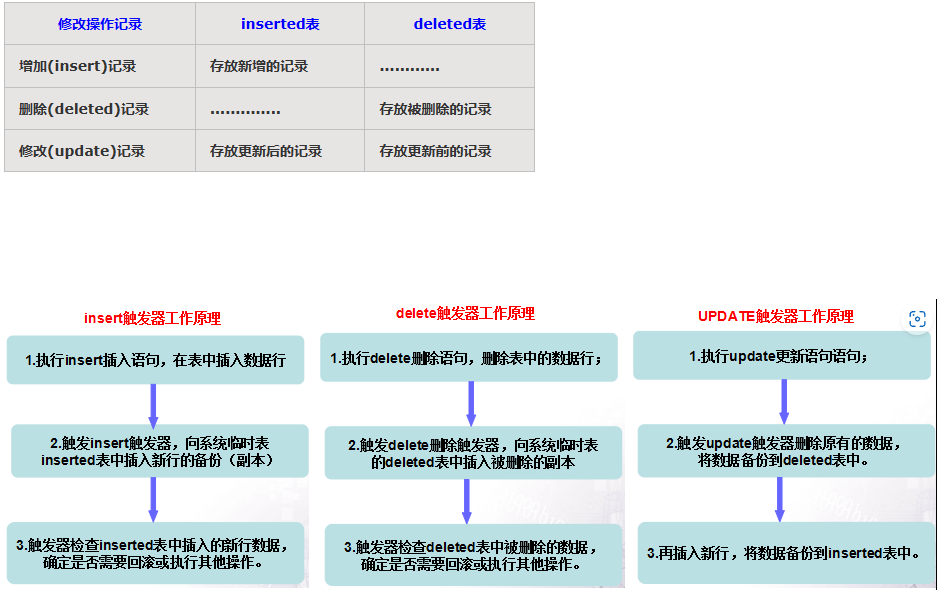 修改操作记录 inserted表 deleted表
增加(insert)记录 存放新增的记录 ............
删除(deleted)记录 .............. 存放被删除的记录
修改(update)记录 存放更新后的记录 存放更新前的记录
insert触发器工作原理
1.执行insert插入语句，在表中插入数据行
2.触发insert触发器，向系统临时表
inserted表中插入新行的备份（副本）
3.触发器检查inserted表中插入的新行数据，
确定是否需要回滚或执行其他操作。
delete触发器工作原理
1.执行delete删除语句，删除表中的数据行；
2.触发delete删除触发器，向系统临时表
的deleted表中插入被删除的副本
3.触发器检查deleted表中被删除的数据，
确定是否需要回滚或执行其他操作。
UPDATE触发器工作原理
1.执行update更新语句语句；
2.触发update触发器删除原有的数据，
将数据备份到deleted表中。
3.再插入新行，将数据备份到inserted表中。